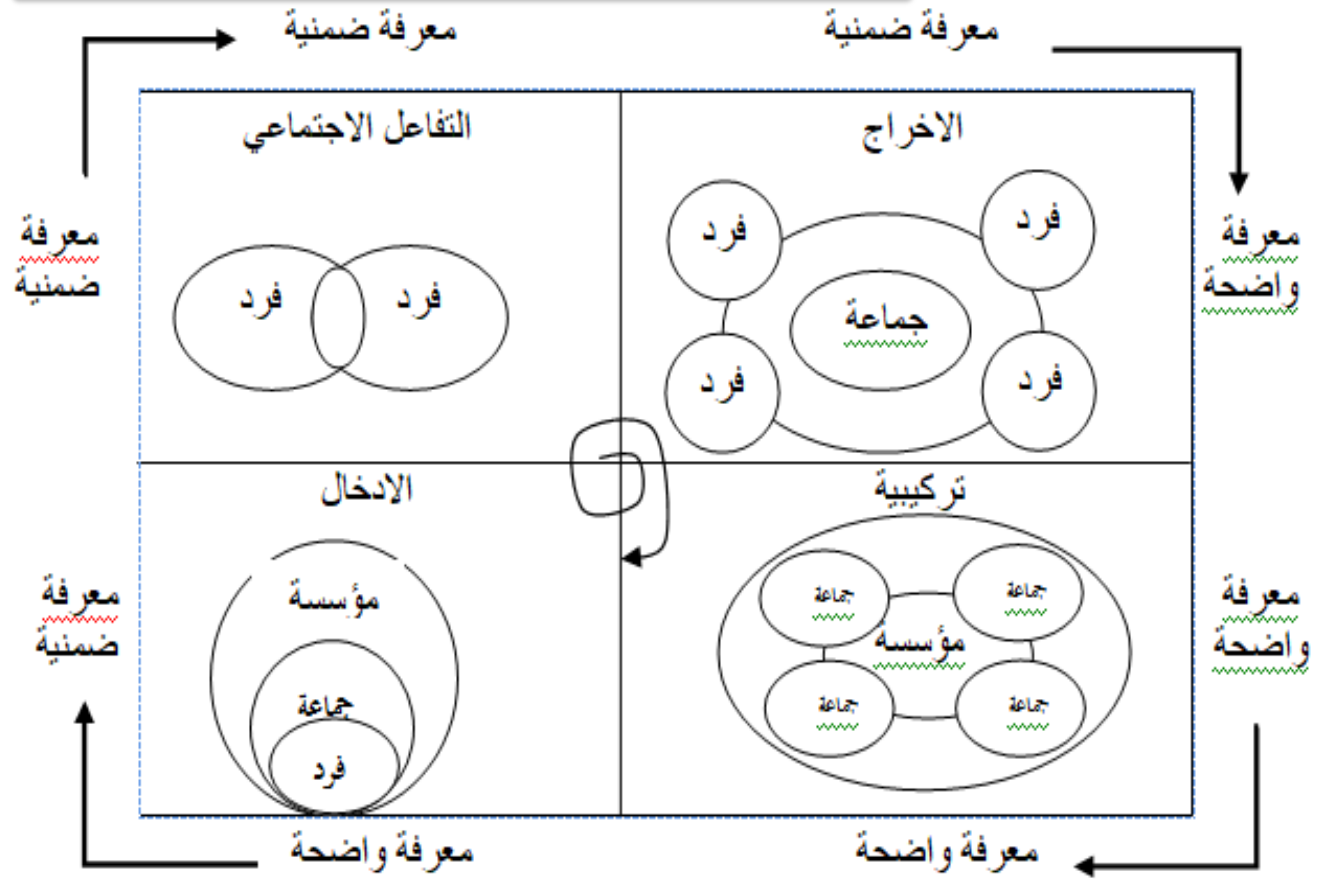 معرفة ضمنية
معرفة ضمنية
الاخراج
التفاعل الاجتماعي
فرد
فرد
معرفة
واضحة
جماعة
فرد
فرد
فرد
فرد
معرفة
ضمنية
تركيبية
الادخال
معرفة
واضحة
جماعة
جماعة
مؤسسة
جماعة
جماعة
مؤسسة
جماعة
فرد
معرفة
ضمنية
معرفة واضحة
معرفة واضحة